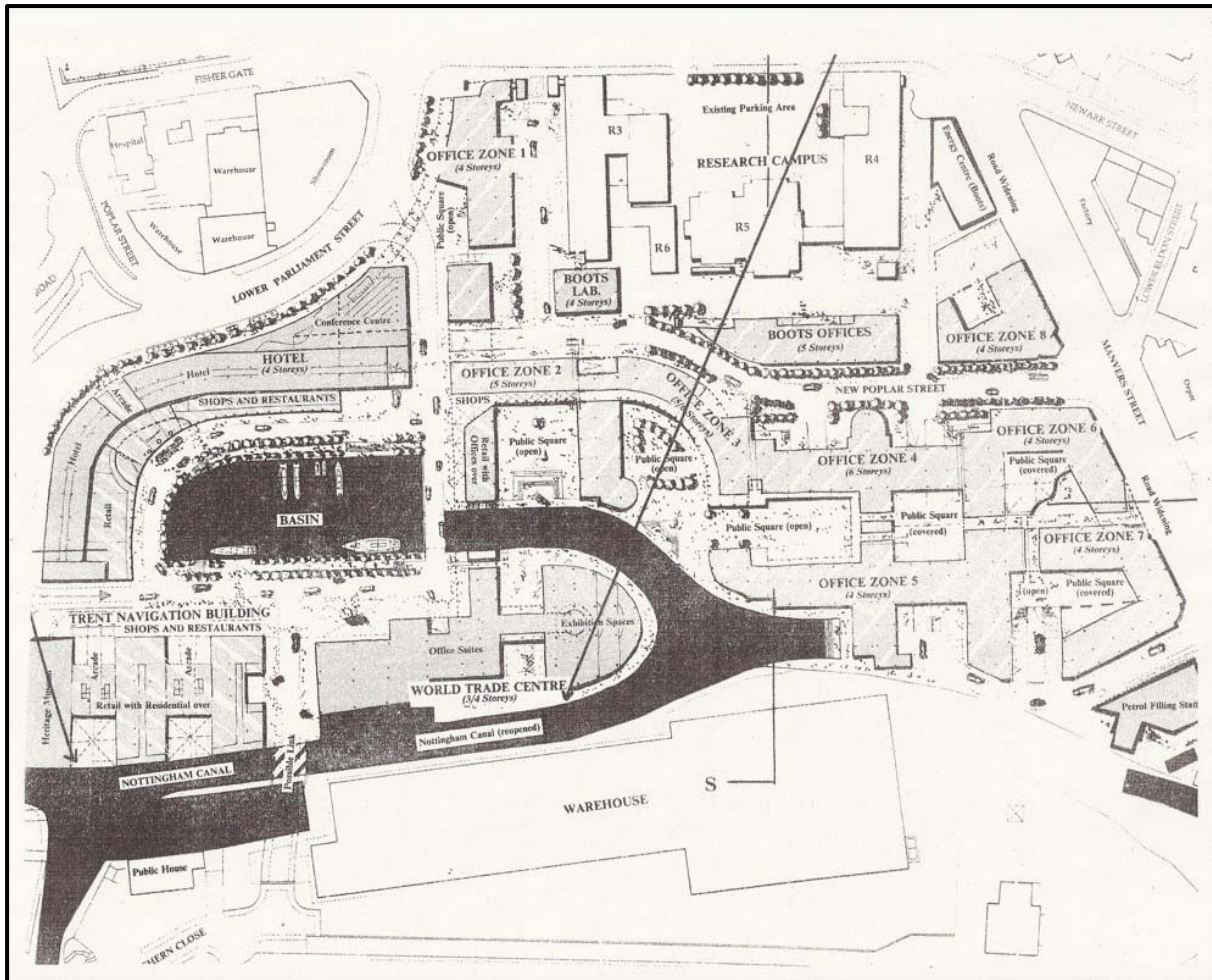 FISHER GATE
Hospital
Warehouse
Showroom
Warehouse
Warehouse
POPLAR STREET
ROAD
LOWER PARLIAMENT STREET
OFFICE ZONE 1
(4 Storeys)
Public Square
(open)
R3
Existing Parking Area
RESEARCH CAMPUS
R4
R5
R6
Energy Centre (Boots)
Road Widening
NEWARK STREET
Factory
MANVERS STREET
BOOTS
LAB.
(4 Storeys)
BOOTS OFFICES
(5 Storeys)
OFFICE ZONE 8
(4 Storeys)
Conference Centre
HOTEL
(4 Storeys)
Hotel
Arcade
SHOPS AND RESTAURANTS
Hotel
Retail
OFFICE ZONE 2
(5 Storeys)
SHOPS
OFFICE ZONE 3
NEW POPLAR STREET
Retail with
Offices over
Public Square
(open)
Public Square
(open)
OFFICE ZONE 4
(6 Storeys)
OFFICE ZONE 6
(4 Storeys)
Public Square
(covered)
Road Widening
BASIN
Public Square (open)
Public Square
(covered)
OFFICE ZONE 7
(4 Storeys)
OFFICE ZONE 5
(4 Storeys)
(open)
Public Square
(covered)
TRENT NAVIGATION BUILDING
SHOPS AND RESTAURANTS
Arcade
Arcade
Retail with Residential over
Office Suites
Exhibition Spaces
WORLD TRADE CENTRE
(3/4 Storeys)
Nottingham Canal (reopened)
NOTTINGHAM CANAL
Possible Link
Petrol Filling Stati
S
WAREHOUSE
Public House
HERN CLOSE